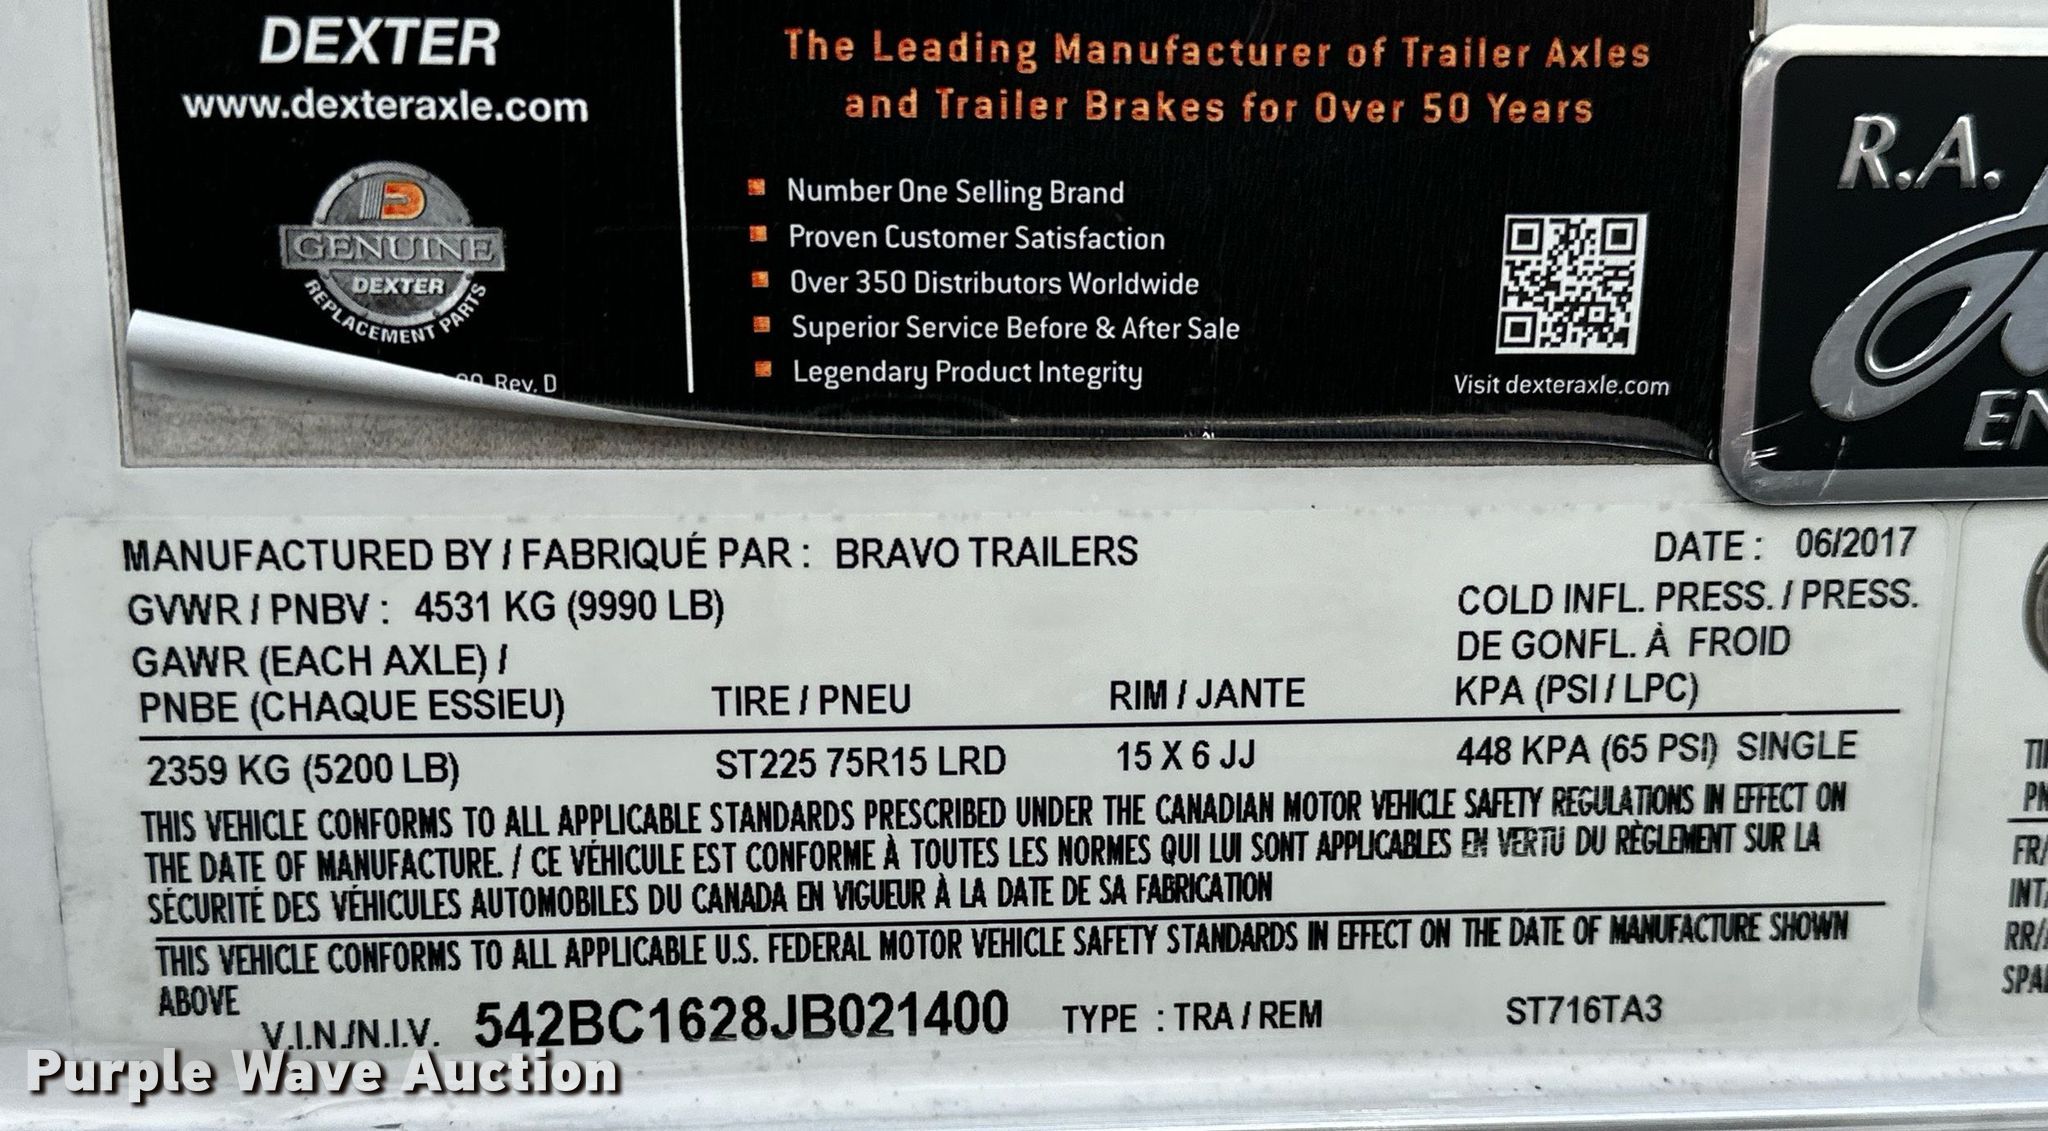 DEXTER
www.dexteraxle.com
GENUINE
DEXTER
REPLACEMENT PARTS
Rev. D
The Leading Manufacturer of Trailer Axles
and Trailer Brakes for Over 50 Years
Number One Selling Brand
Proven Customer Satisfaction
Over 350 Distributors Worldwide
Superior Service Before & After Sale
Legendary Product Integrity
Visit dexteraxle.com
R.A.
MANUFACTURED BY / FABRIQUÉ PAR : BRAVO TRAILERS DATE : 06/2017
GVWR / PNBV : 4531 KG (9990 LB) COLD INFL. PRESS. / PRESS.
GAWR (EACH AXLE) / DE GONFL. À FROID
PNBE (CHAQUE ESSIEU) TIRE / PNEU RIM / JANTE KPA (PSI / LPC)
2359 KG (5200 LB) ST225 75R15 LRD 15 X 6 JJ 448 KPA (65 PSI) SINGLE
THIS VEHICLE CONFORMS TO ALL APPLICABLE STANDARDS PRESCRIBED UNDER THE CANADIAN MOTOR VEHICLE SAFETY REGULATIONS IN EFFECT ON
THE DATE OF MANUFACTURE. / CE VÉHICULE EST CONFORME À TOUTES LES NORMES QUI LUI SONT APPLICABLES EN VERTU DU RÈGLEMENT SUR LA
SÉCURITÉ DES VÉHICULES AUTOMOBILES DU CANADA EN VIGUEUR À LA DATE DE SA FABRICATION
THIS VEHICLE CONFORMS TO ALL APPLICABLE U.S. FEDERAL MOTOR VEHICLE SAFETY STANDARDS IN EFFECT ON THE DATE OF MANUFACTURE SHOWN
ABOVE
V.I.N./N.I.V. 542BC1628JB021400 TYPE : TRA / REM ST716TA3
Purple Wave Auction